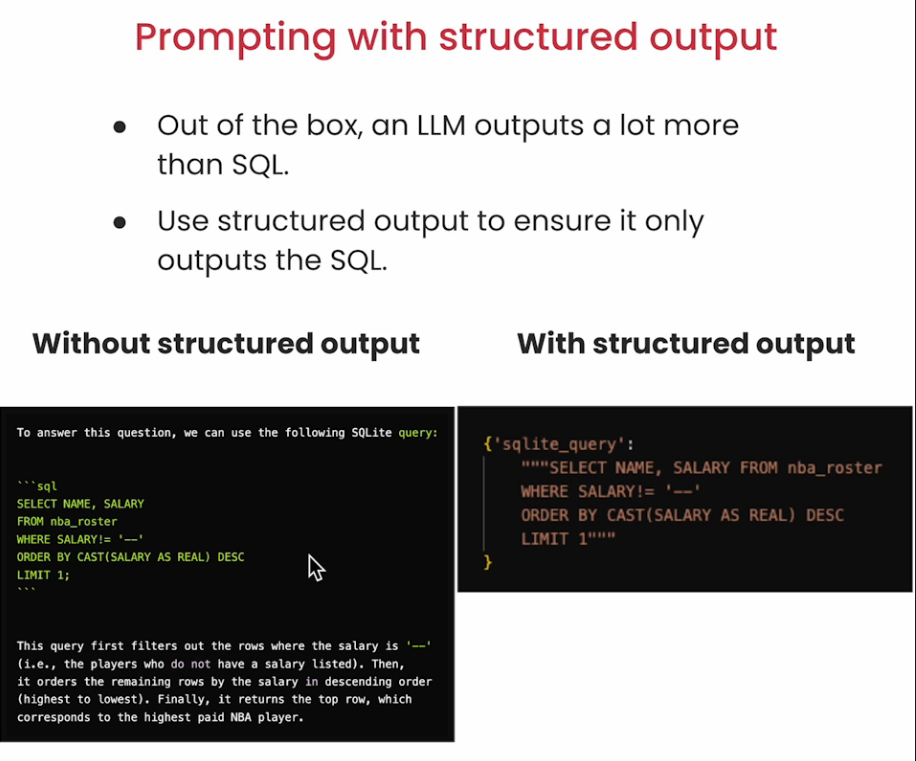 Prompting with structured output
● Out of the box, an LLM outputs a lot more
than SQL.
● Use structured output to ensure it only
outputs the SQL.
Without structured output
To answer this question, we can use the following SQLite query:
```sql
SELECT NAME, SALARY
FROM nba_roster
WHERE SALARY!= '--'
ORDER BY CAST(SALARY AS REAL) DESC
LIMIT 1;
```
This query first filters out the rows where the salary is '--'
(i.e., the players who do not have a salary listed). Then,
it orders the remaining rows by the salary in descending order
(highest to lowest). Finally, it returns the top row, which
corresponds to the highest paid NBA player.
With structured output
{'sqlite_query':
"""SELECT NAME, SALARY FROM nba_roster
WHERE SALARY!= '--'
ORDER BY CAST(SALARY AS REAL) DESC
LIMIT 1"""
}